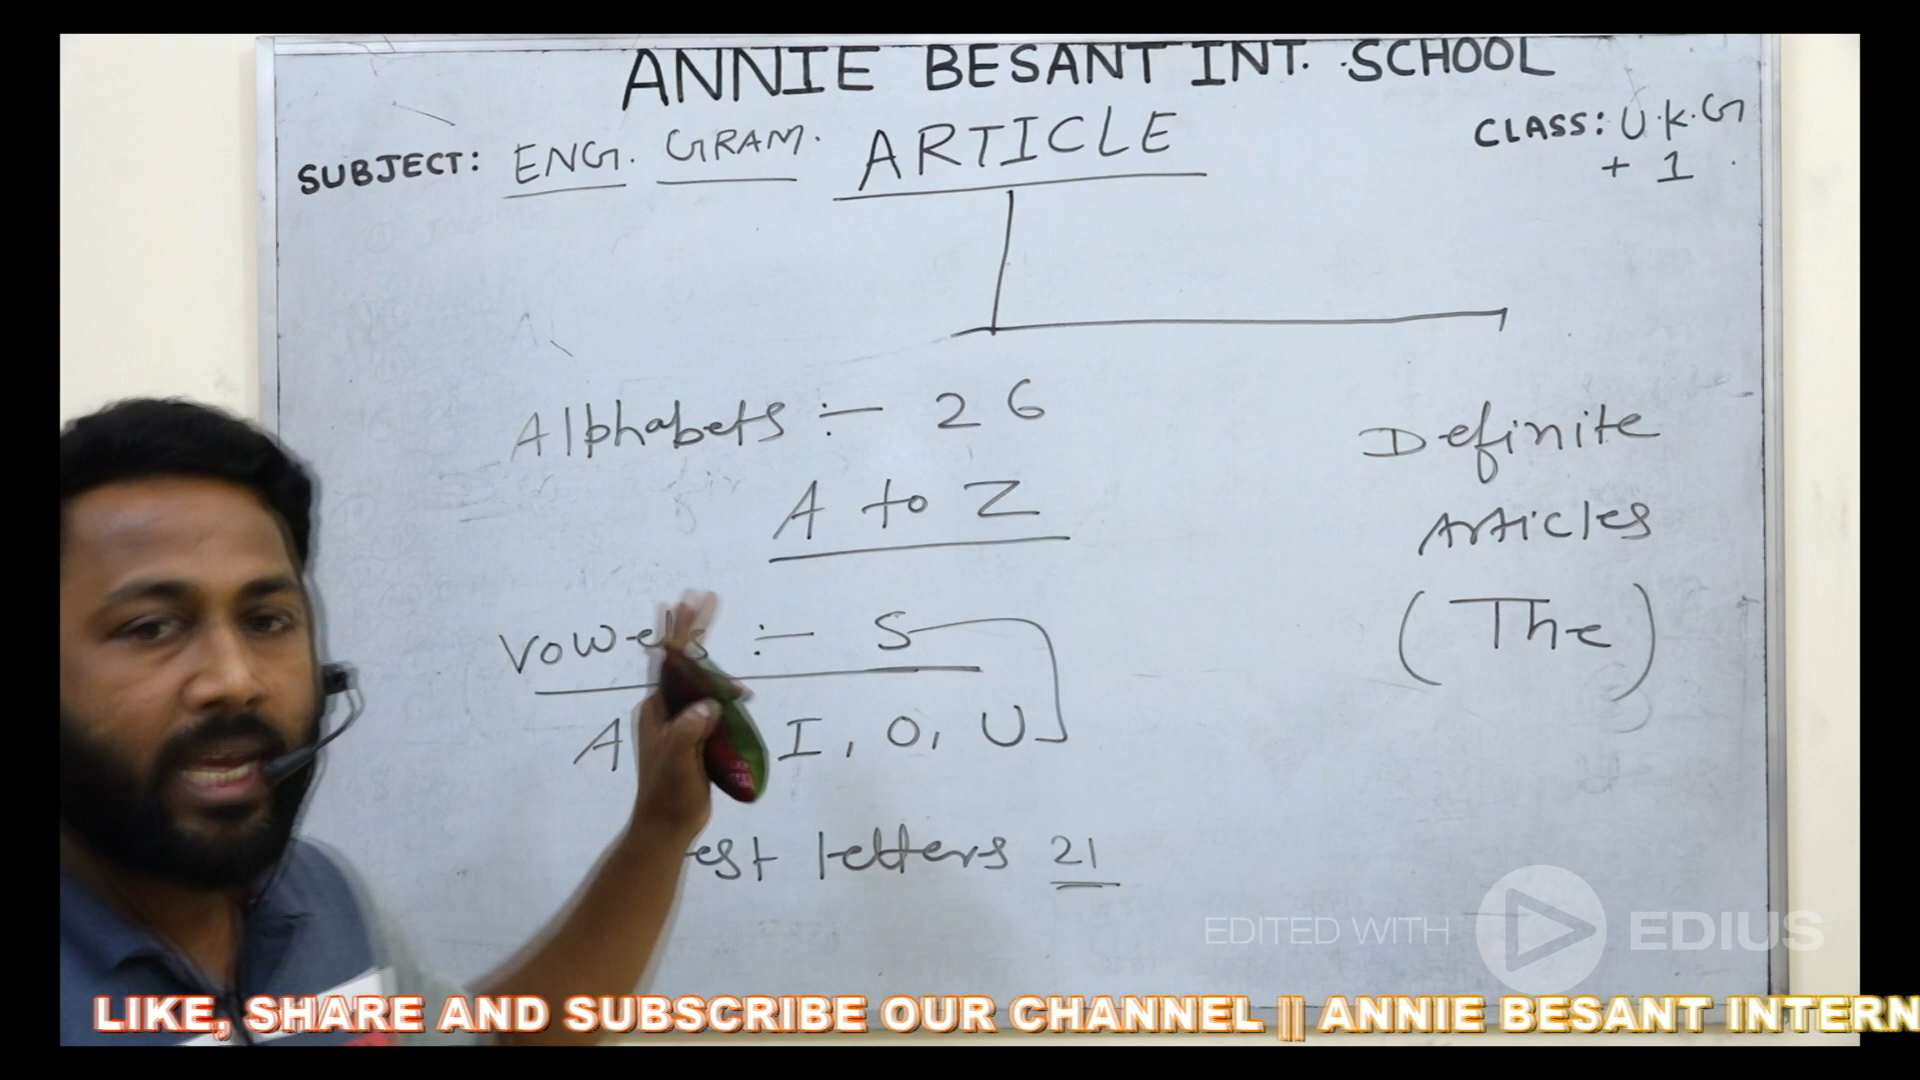 ANNIE BESANT INT. SCHOOL
SUBJECT: ENG. GRAM. ARTICLE
CLASS: U.K.G
+ 1
Alphabets :- 26
A to Z
Vowels :- 5
A I, O, U
est letters 21
Definite
Articles
(The)
EDITED WITH EDIUS
LIKE, SHARE AND SUBSCRIBE OUR CHANNEL || ANNIE BESANT INTERN